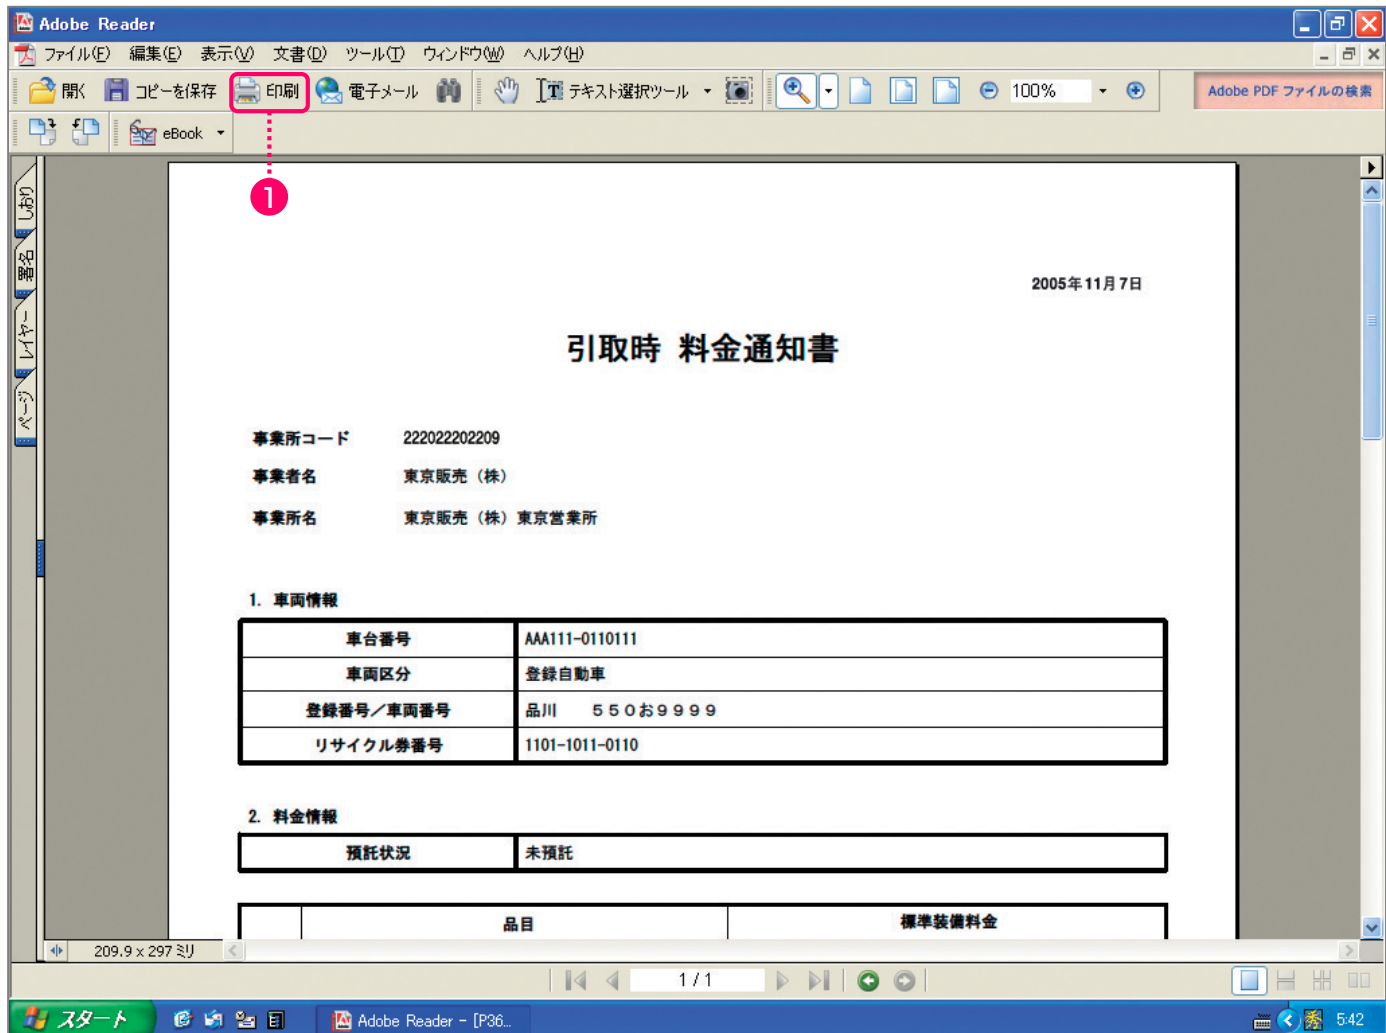 Adobe Reader
ファイル(F) 編集(E) 表示(V) 文書(D) ツール(T) ウィンドウ(W) ヘルプ(H)
開く コピーを保存 印刷 電子メール テキスト選択ツール 100% Adobe PDF ファイルの検索
eBook
1
しおり
署名
レイヤー
ページ
2005年11月7日
引取時 料金通知書
事業所コード 222022202209
事業者名 東京販売（株）
事業所名 東京販売（株）東京営業所
1. 車両情報
車台番号 AAA111-0110111
車両区分 登録自動車
登録番号／車両番号 品川 ５５０お９９９９
リサイクル券番号 1101-1011-0110
2. 料金情報
預託状況 未預託
品目 標準装備料金
209.9 x 297 ミリ
1 / 1
スタート Adobe Reader - [P36... 5:42